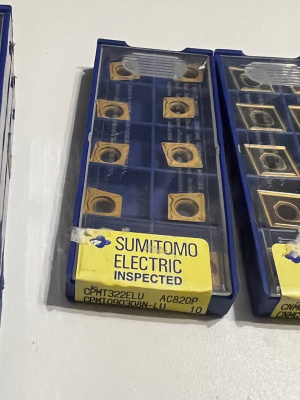 SUMITOMO
ELECTRIC
INSPECTED
CPMT322ELU AC820P
CPMT090308N-LU 10